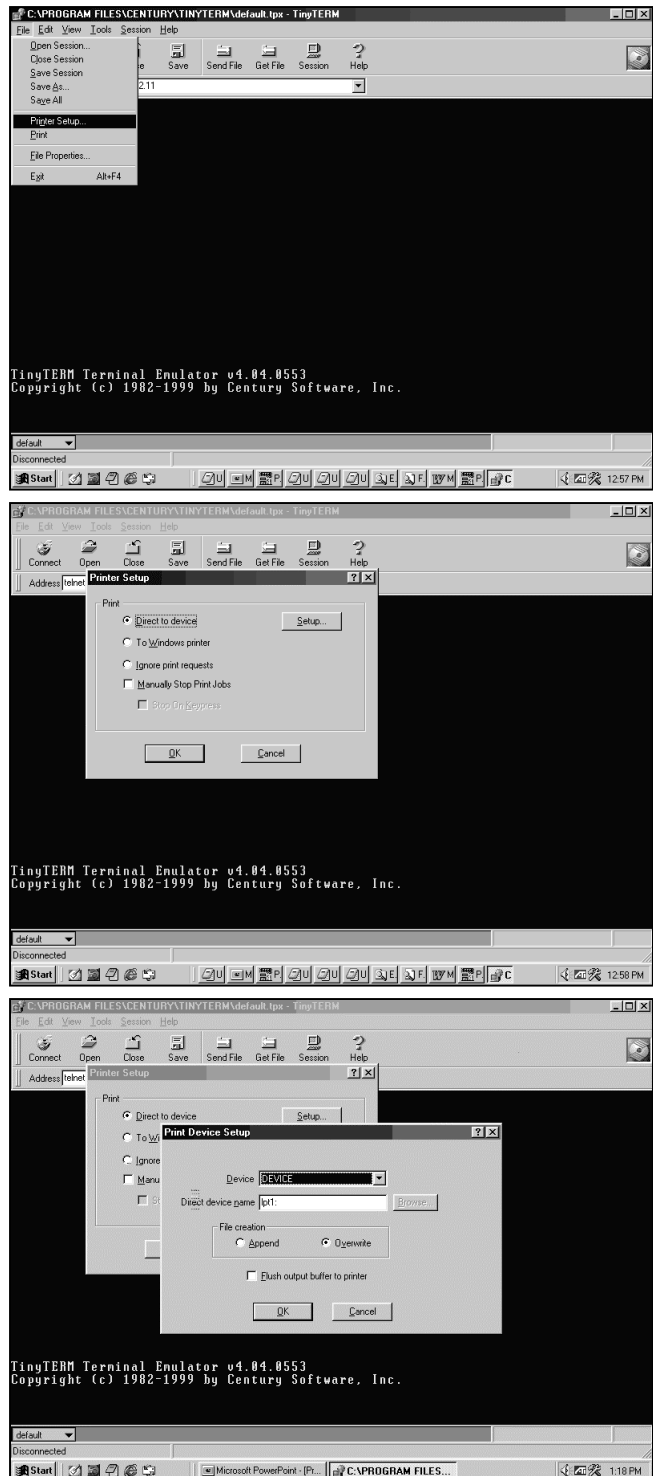 C:\PROGRAM FILES\CENTURY\TINYTERM\default.tpx - TinyTERM
File Edit View Tools Session Help
Open Session...
Close Session
Save Session
Save As...
Save All
Printer Setup...
Print
File Properties...
Exit Alt+F4
Save Send File Get File Session Help
2.11
TinyTERM Terminal Emulator v4.04.0553
Copyright (c) 1982-1999 by Century Software, Inc.
default
Disconnected
Start U M P U U U E F M P C 12:57 PM
C:\PROGRAM FILES\CENTURY\TINYTERM\default.tpx - TinyTERM
File Edit View Tools Session Help
Connect Open Close Save Send File Get File Session Help
Address telnet
Printer Setup
Print
Direct to device Setup...
To Windows printer
Ignore print requests
Manually Stop Print Jobs
Stop On Keypress
OK Cancel
TinyTERM Terminal Emulator v4.04.0553
Copyright (c) 1982-1999 by Century Software, Inc.
default
Disconnected
Start U M P U U U E F M P C 12:58 PM
C:\PROGRAM FILES\CENTURY\TINYTERM\default.tpx - TinyTERM
File Edit View Tools Session Help
Connect Open Close Save Send File Get File Session Help
Address telnet
Printer Setup
Print
Direct to device Setup...
To Wi
Ignore
Manu
St
Print Device Setup
Device DEVICE
Direct device name lpt1:
Browse...
File creation
Append Overwrite
Flush output buffer to printer
OK Cancel
TinyTERM Terminal Emulator v4.04.0553
Copyright (c) 1982-1999 by Century Software, Inc.
default
Disconnected
Start Microsoft PowerPoint - [Pr... C:\PROGRAM FILES... 1:18 PM